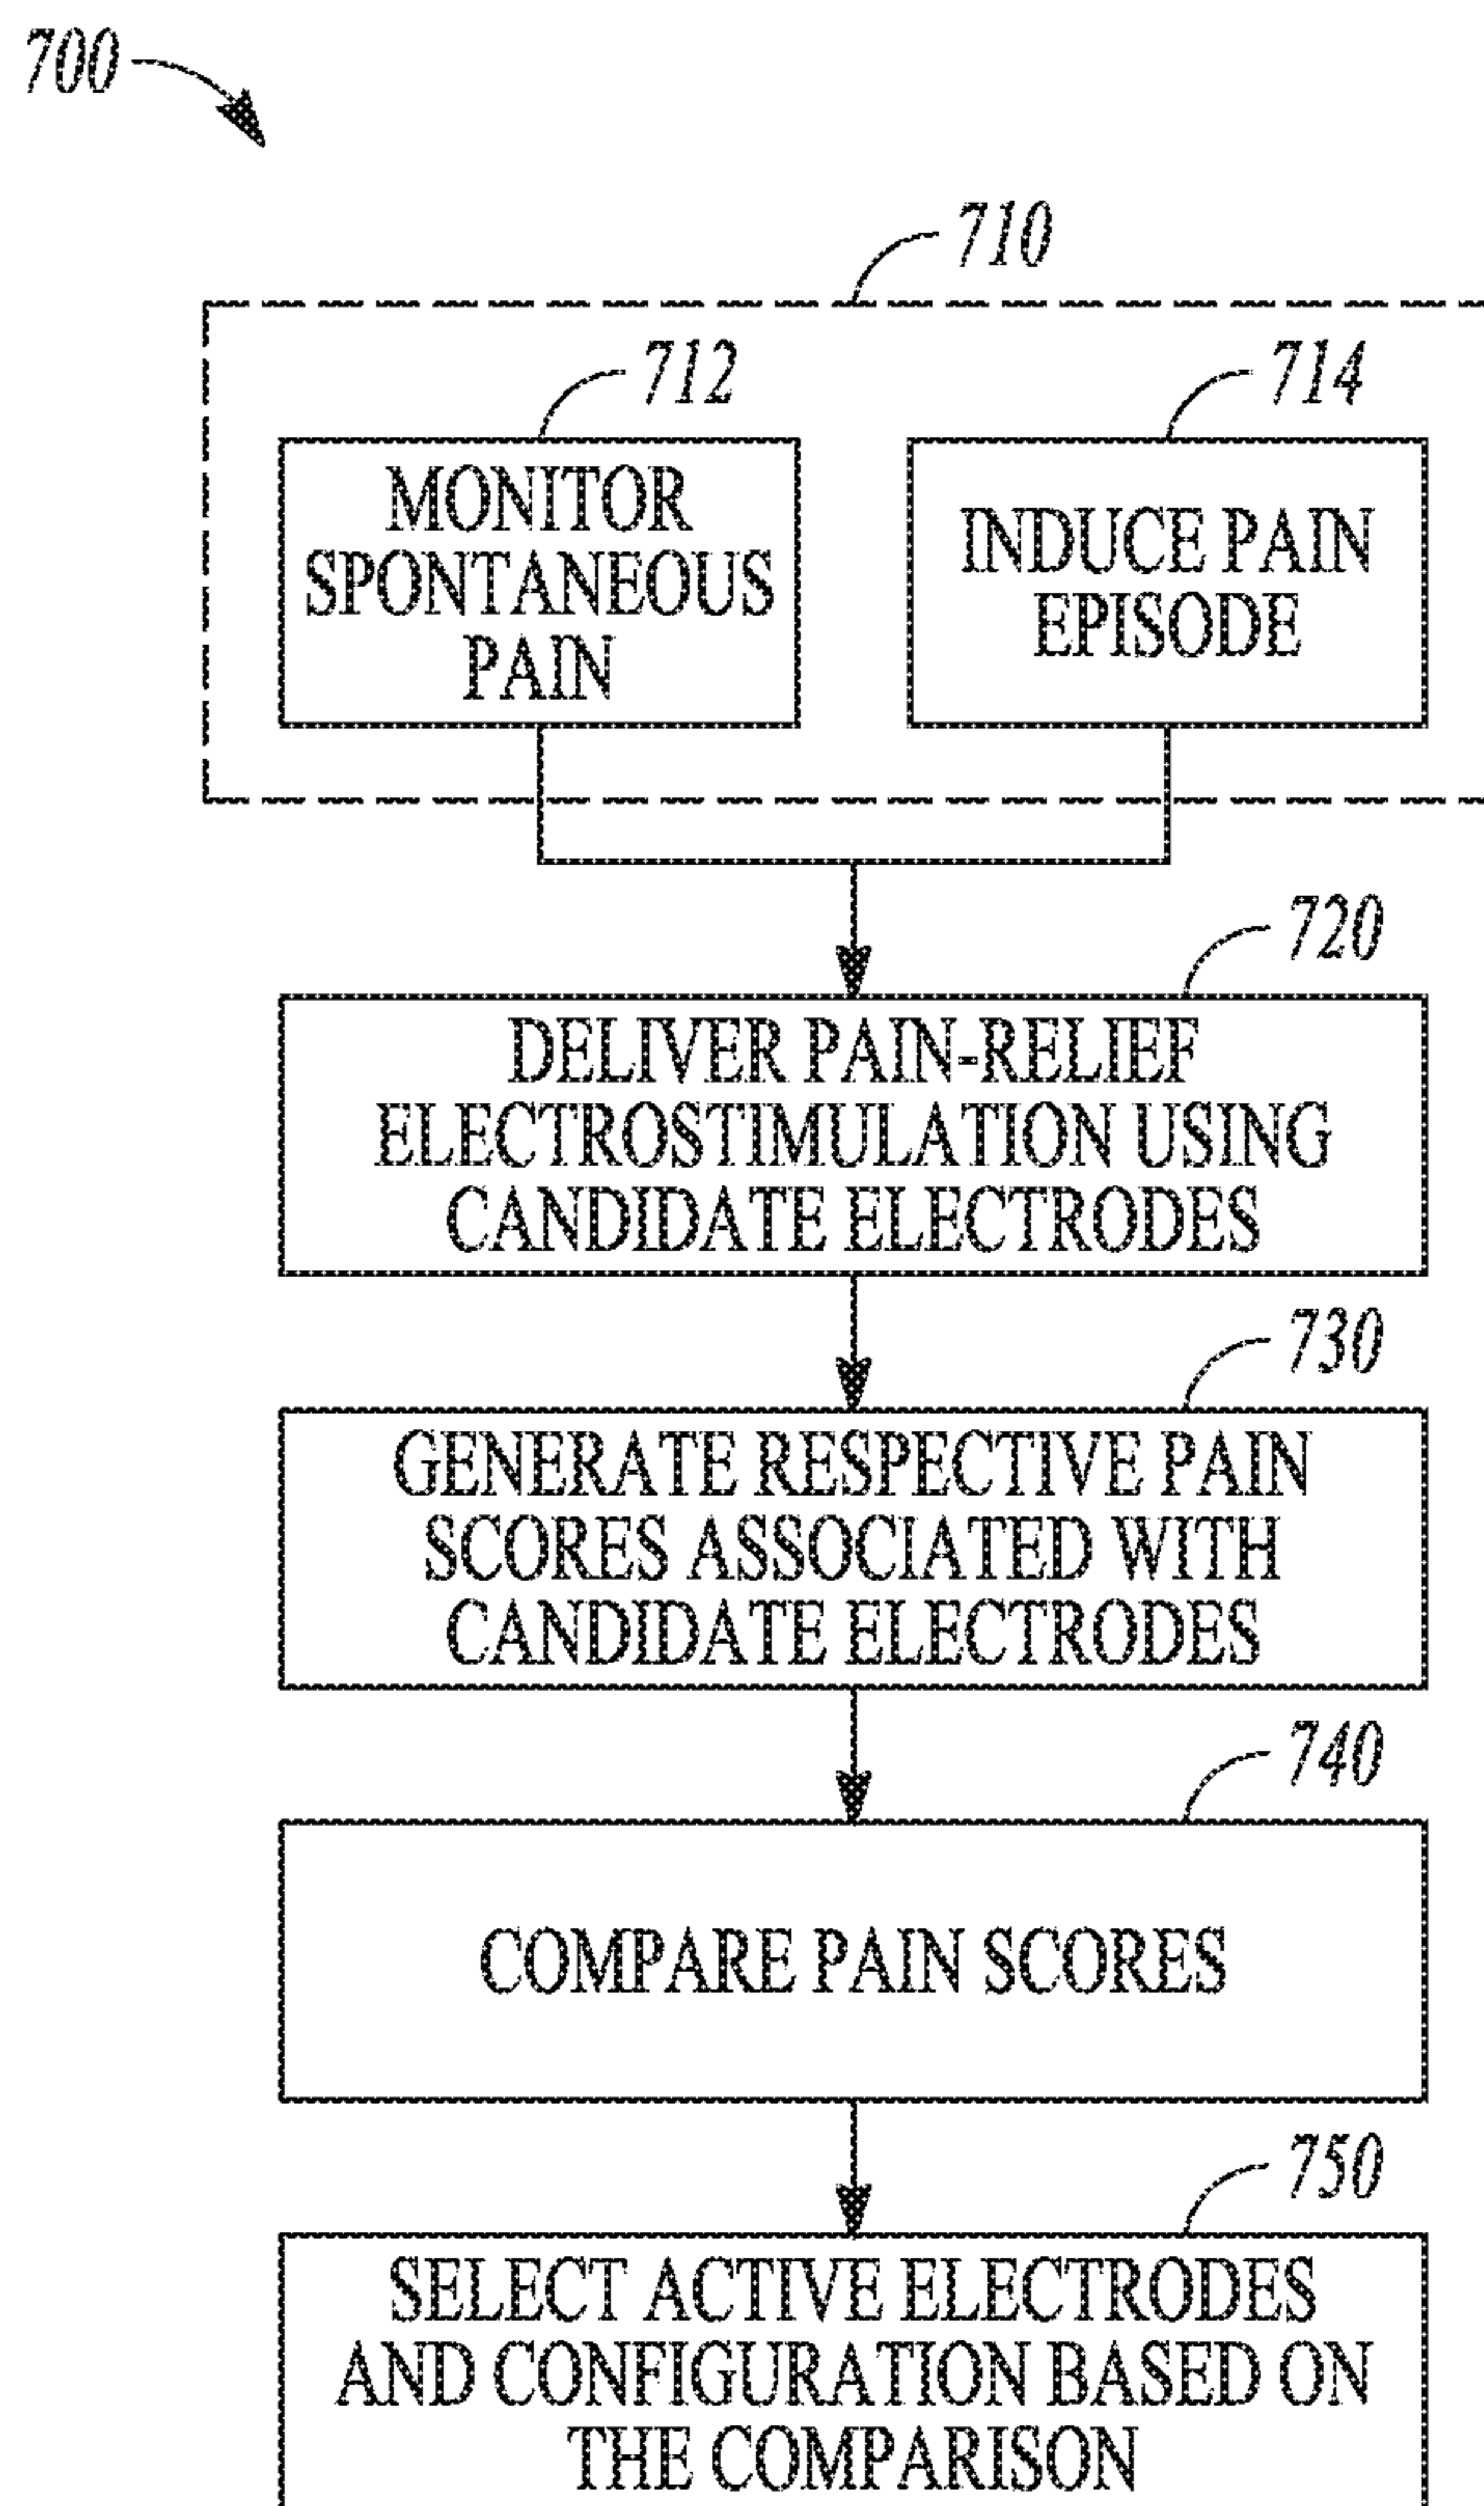 700
710
712
714
MONITOR
SPONTANEOUS
PAIN
INDUCE PAIN
EPISODE
720
DELIVER PAIN-RELIEF
ELECTROSTIMULATION USING
CANDIDATE ELECTRODES
730
GENERATE RESPECTIVE PAIN
SCORES ASSOCIATED WITH
CANDIDATE ELECTRODES
740
COMPARE PAIN SCORES
750
SELECT ACTIVE ELECTRODES
AND CONFIGURATION BASED ON
THE COMPARISON